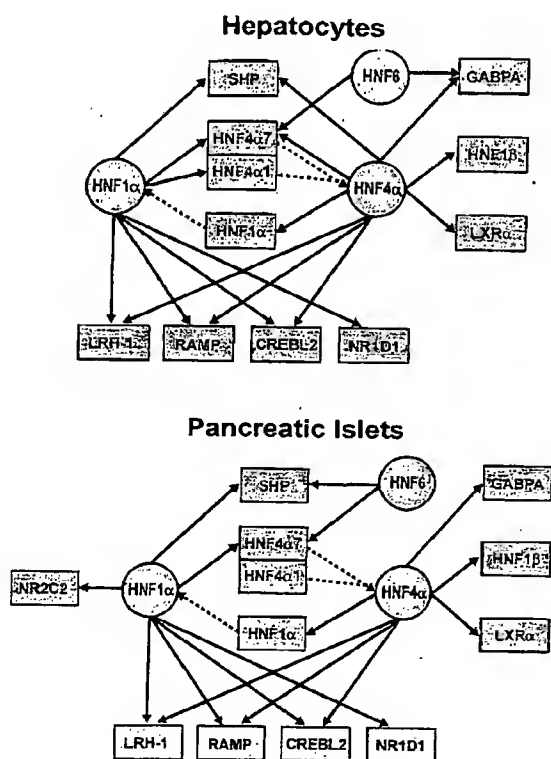 Hepatocytes
SHP
HNF6
GABPA
HNF4α7
HNF4α1
HNF1α
HNF4α
HNF1β
HNF1α
LXRα
LRH-1
RAMP
CREBL2
NR1D1
Pancreatic Islets
SHP
HNF6
GABPA
HNF4α7
HNF4α1
NR2C2
HNF1α
HNF4α
HNF1β
HNF1α
LXRα
LRH-1
RAMP
CREBL2
NR1D1